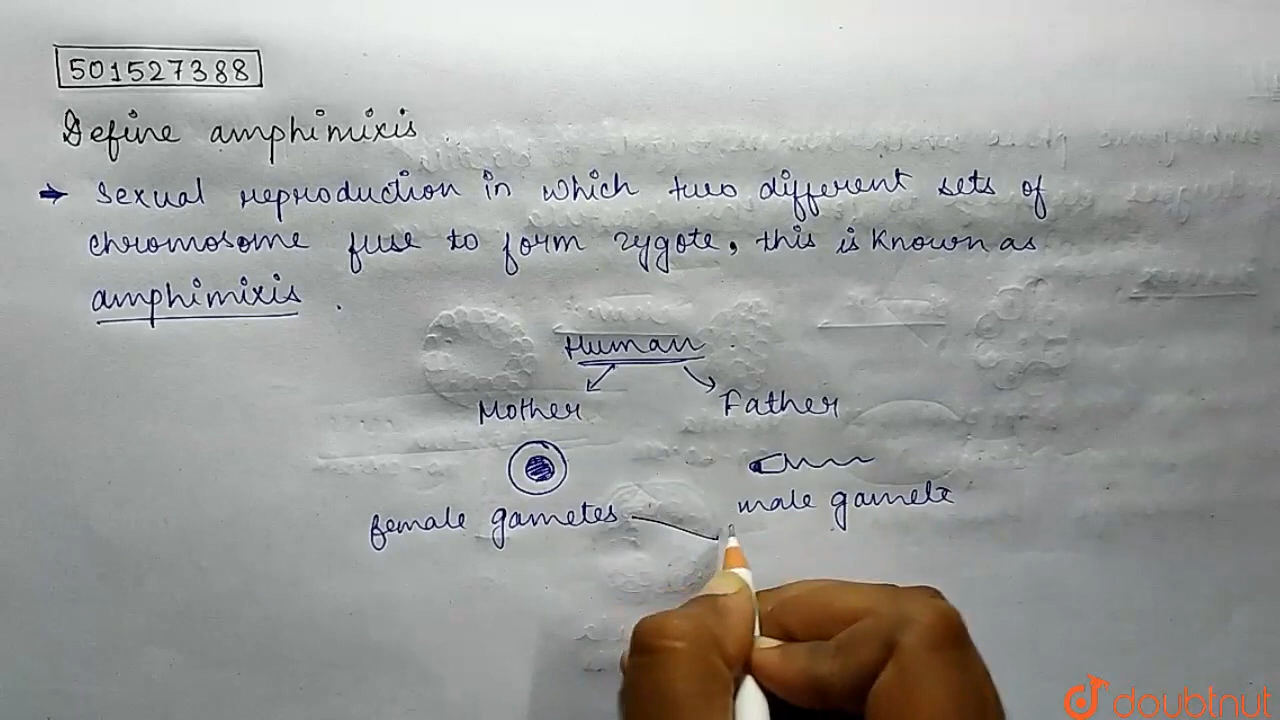 501527388
Define amphimixis
→ Sexual reproduction in which two different sets of
chromosome fuse to form zygote, this is known as
amphimixis.
Human
Mother Father
female gametes male gamete
doubtnut